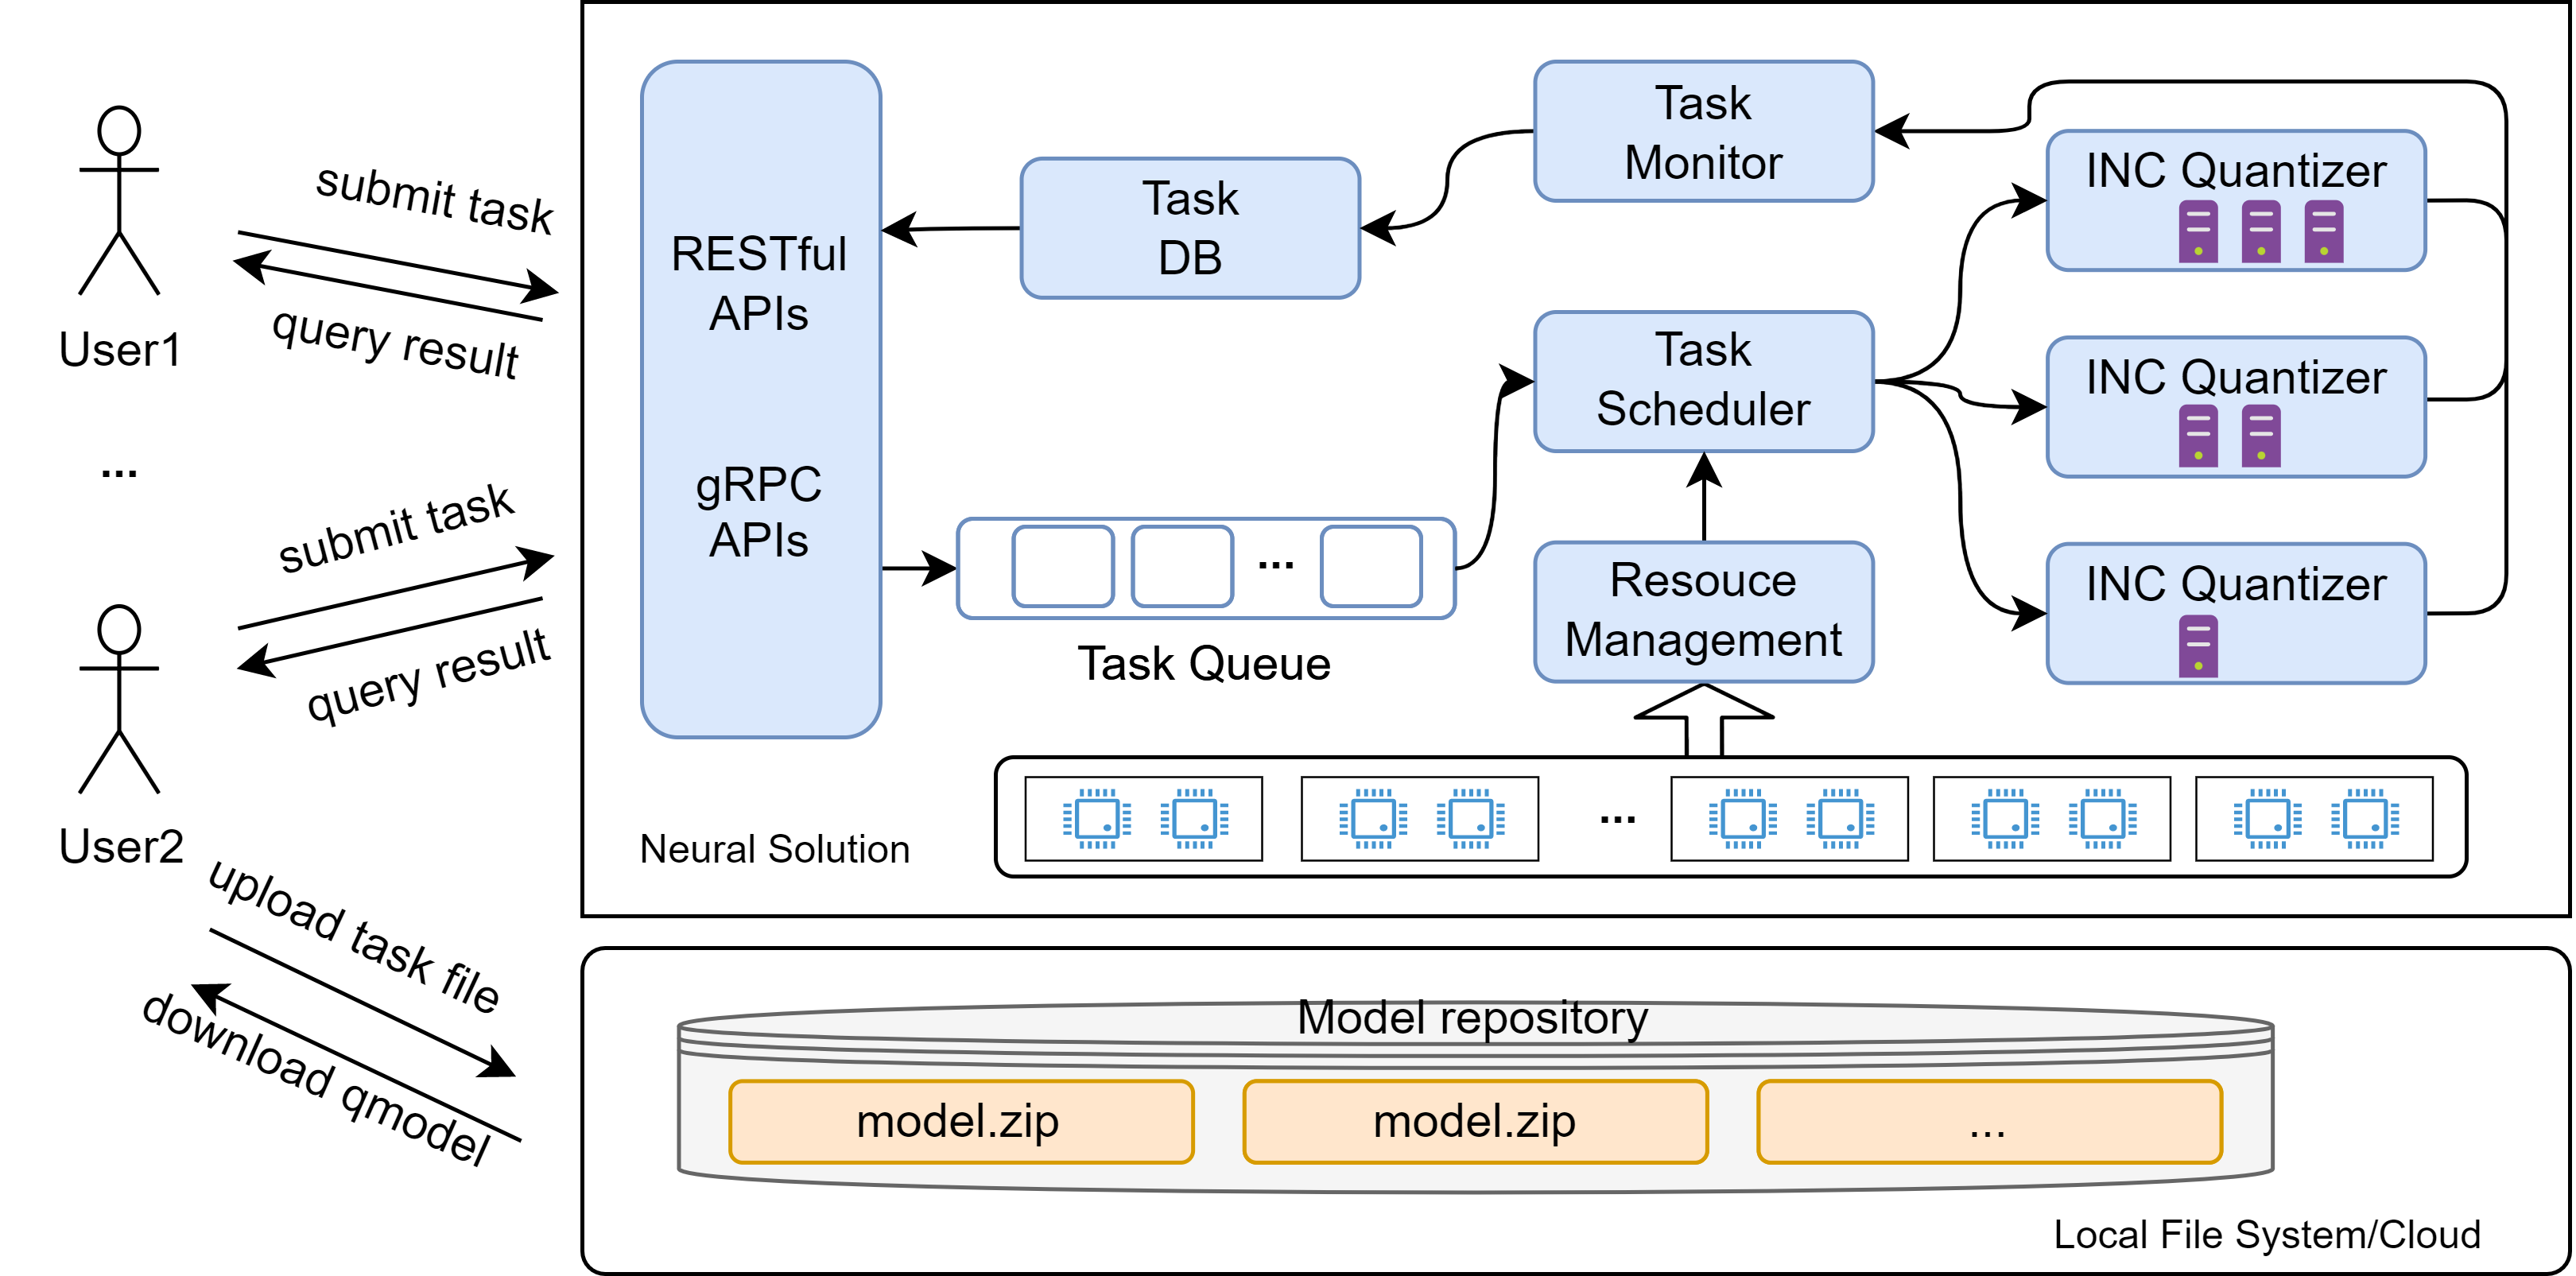 User1
submit task
query result
...
submit task
query result
User2
upload task file
download qmodel
RESTful
APIs
gRPC
APIs
Task
DB
Task
Monitor
INC Quantizer
Task
Scheduler
INC Quantizer
...
Task Queue
Resouce
Management
INC Quantizer
...
Neural Solution
Model repository
model.zip
model.zip
...
Local File System/Cloud